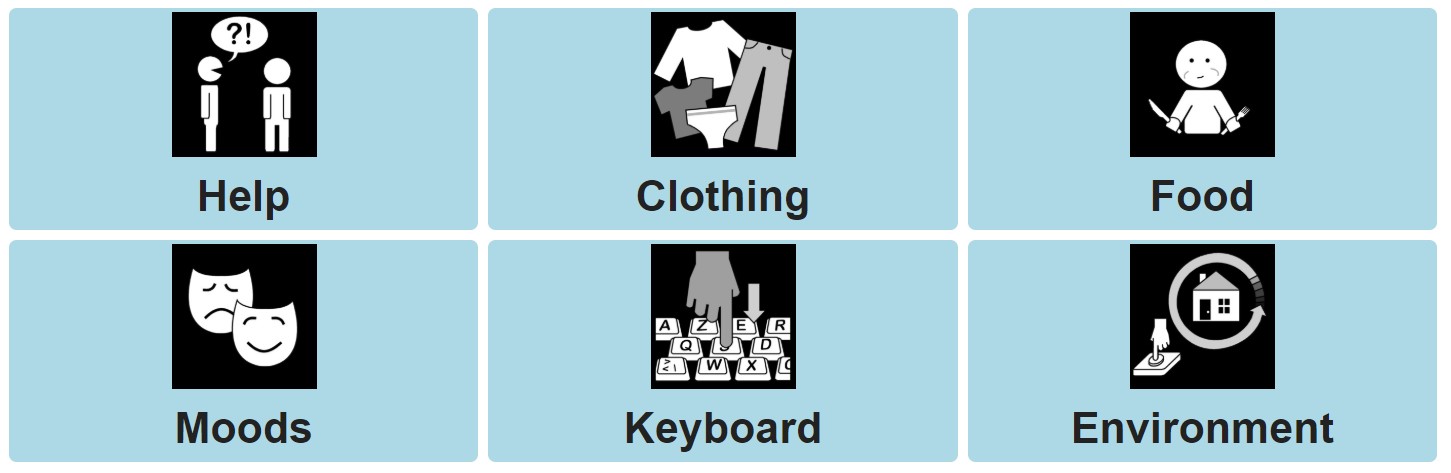 ?!
Help
Clothing
Food
Moods
A Z E R
Q S D
> < \
W X
Keyboard
Environment